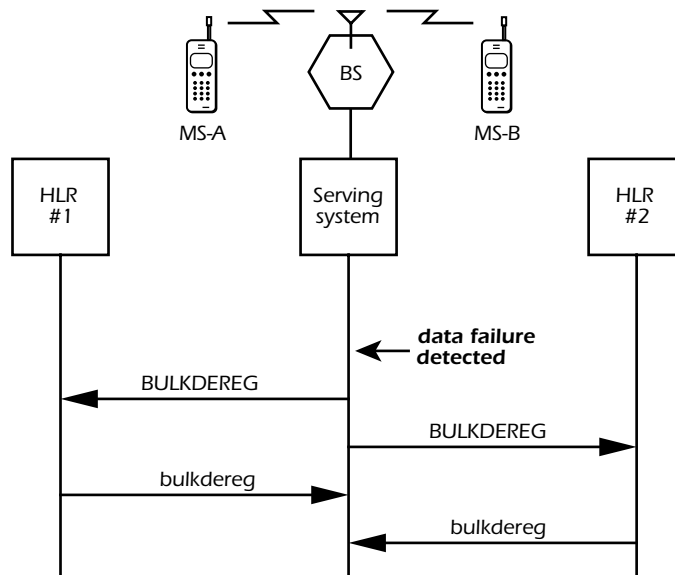 BS
MS-A
MS-B
HLR
#1
Serving
system
HLR
#2
data failure
detected
BULKDEREG
BULKDEREG
bulkdereg
bulkdereg